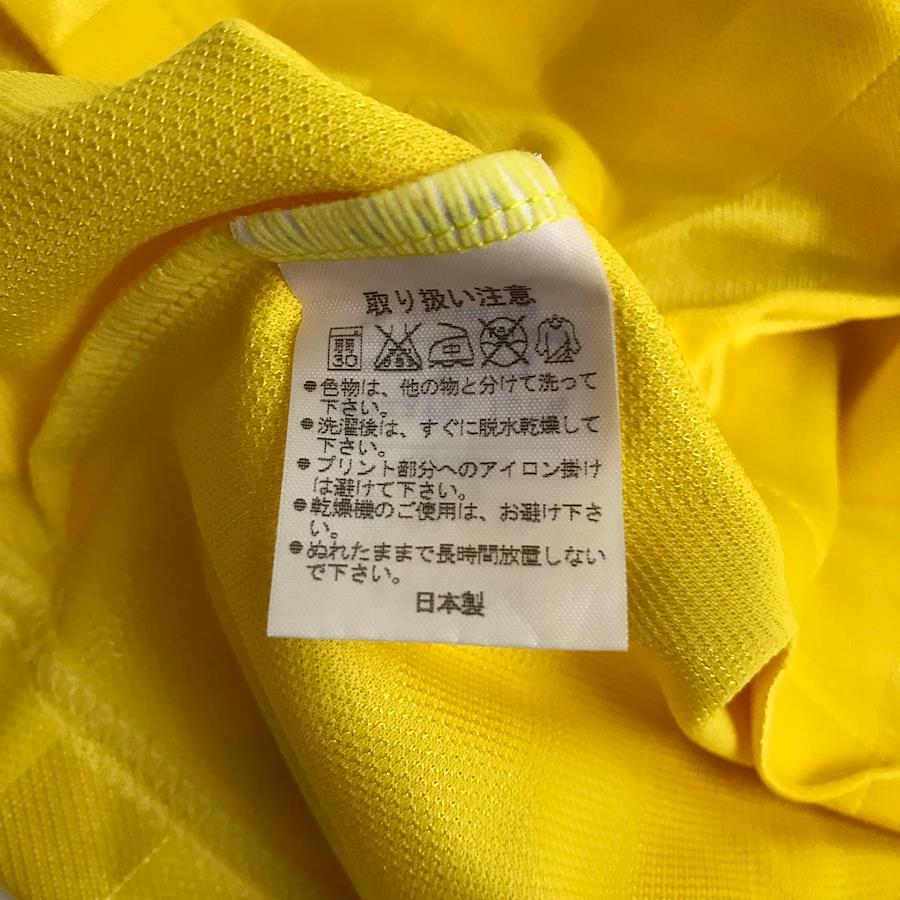 取り扱い注意
30
●色物は、他の物と分けて洗って
下さい。
●洗濯後は、すぐに脱水乾燥して
下さい。
●プリント部分へのアイロン掛け
は避けて下さい。
●乾燥機のご使用は、お避け下さ
い。
●ぬれたままで長時間放置しない
で下さい。
日本製